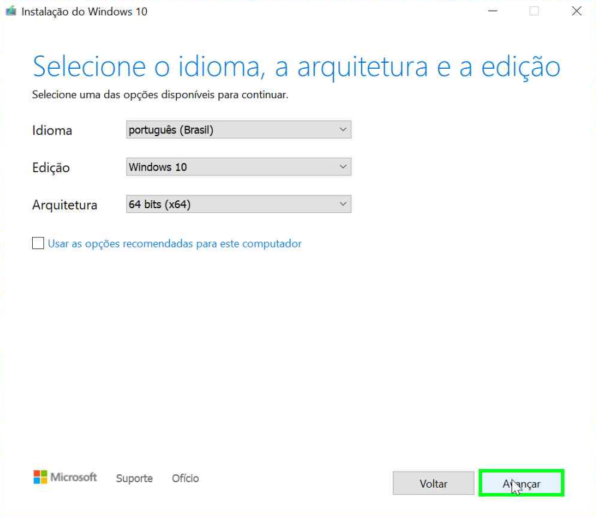 Instalação do Windows 10
Selecione o idioma, a arquitetura e a edição
Selecione uma das opções disponíveis para continuar.
Idioma português (Brasil)
Edição Windows 10
Arquitetura 64 bits (x64)
Usar as opções recomendadas para este computador
Microsoft Suporte Ofício Voltar Avançar